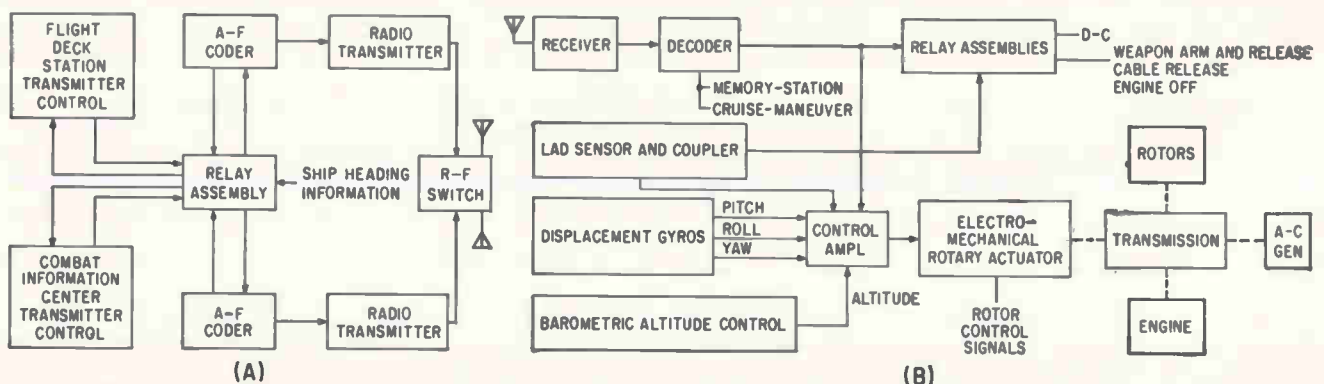 FLIGHT
DECK
STATION
TRANSMITTER
CONTROL
A-F
CODER
RADIO
TRANSMITTER
RELAY
ASSEMBLY
SHIP HEADING
INFORMATION
R-F
SWITCH
COMBAT
INFORMATION
CENTER
TRANSMITTER
CONTROL
A-F
CODER
RADIO
TRANSMITTER
(A)
RECEIVER
DECODER
RELAY ASSEMBLIES
D-C
WEAPON ARM AND RELEASE
CABLE RELEASE
ENGINE OFF
MEMORY-STATION
CRUISE-MANEUVER
LAD SENSOR AND COUPLER
ROTORS
DISPLACEMENT GYROS
PITCH
ROLL
YAW
CONTROL
AMPL
ELECTRO-
MECHANICAL
ROTARY ACTUATOR
TRANSMISSION
A-C
GEN
BAROMETRIC ALTITUDE CONTROL
ALTITUDE
ROTOR
CONTROL
SIGNALS
ENGINE
(B)